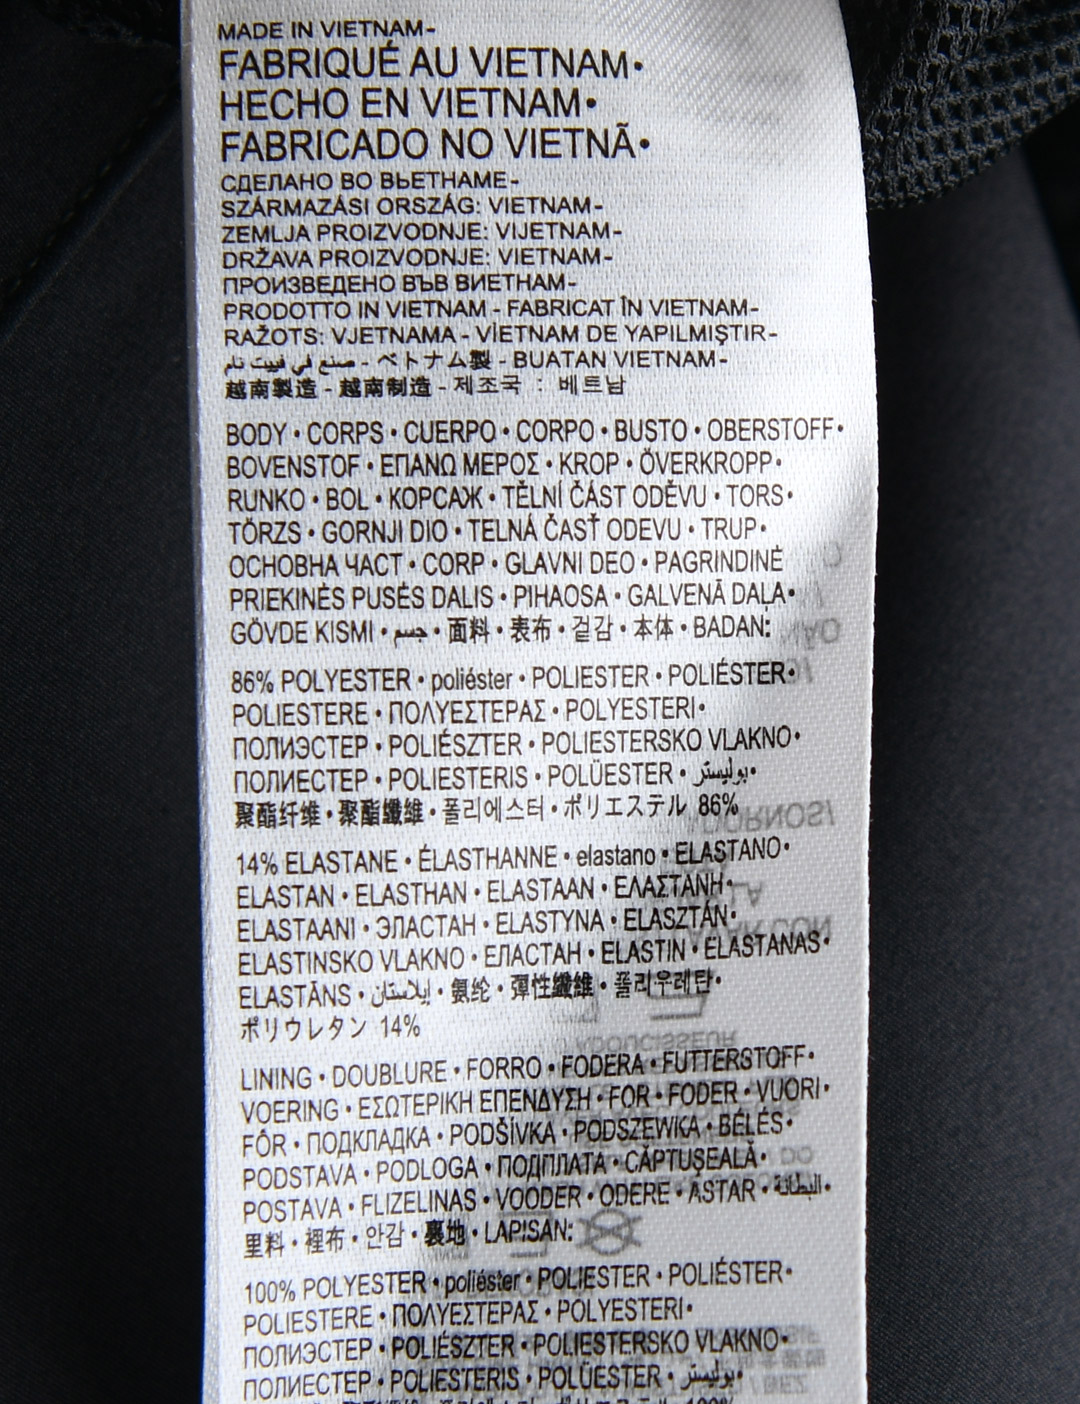 MADE IN VIETNAM-
FABRIQUÉ AU VIETNAM•
HECHO EN VIETNAM•
FABRICADO NO VIETNÃ•
СДЕЛАНО ВО ВЬЕТНАМЕ-
SZÁRMAZÁSI ORSZÁG: VIETNAM-
ZEMLJA PROIZVODNJE: VIJETNAM-
DRŽAVA PROIZVODNJE: VIETNAM-
ПРОИЗВЕДЕНО ВЪВ ВИЕТНАМ-
PRODOTTO IN VIETNAM - FABRICAT ÎN VIETNAM-
RAŽOTS: VJETNAMA - VİETNAM DE YAPILMIŞTIR-
صنع في فييت نام - ベトナム製 - BUATAN VIETNAM-
越南製造 - 越南制造 - 제조국 : 베트남
BODY • CORPS • CUERPO • CORPO • BUSTO • OBERSTOFF•
BOVENSTOF • ΕΠΑΝΩ ΜΕΡΟΣ • KROP • ÖVERKROPP•
RUNKO • BOL • КОРСАЖ • TĚLNÍ ČÁST ODĚVU • TORS•
TÖRZS • GORNJI DIO • TELNÁ ČASŤ ODEVU • TRUP•
ОСНОВНА ЧАСТ • CORP • GLAVNI DEO • PAGRINDINĖ
PRIEKINĖS PUSĖS DALIS • PIHAOSA • GALVENĀ DAĻA•
GÖVDE KISMI • جسم • 面料 • 表布 • 겉감 • 本体 • BADAN:
86% POLYESTER • poliéster • POLIESTER • POLIÉSTER•
POLIESTERE • ΠΟΛΥΕΣΤΕΡΑΣ • POLYESTERI•
ПОЛИЭСТЕР • POLIÉSZTER • POLIESTERSKO VLAKNO•
ПОЛИЕСТЕР • POLIESTERIS • POLÜESTER • بوليستر•
聚酯纤维 • 聚酯纖維 • 폴리에스터 • ポリエステル 86%
14% ELASTANE • ÉLASTHANNE • elastano • ELASTANO•
ELASTAN • ELASTHAN • ELASTAAN • ΕΛΑΣΤΑΝΗ•
ELASTAANI • ЭЛАСТАН • ELASTYNA • ELASZTÁN•
ELASTINSKO VLAKNO • ЕЛАСТАН • ELASTIN • ELASTANAS•
ELASTĀNS • إيلاستان • 氨纶 • 彈性纖維 • 폴리우레탄•
ポリウレタン 14%
LINING • DOUBLURE • FORRO • FODERA • FUTTERSTOFF•
VOERING • ΕΣΩΤΕΡΙΚΗ ΕΠΕΝΔΥΣΗ • FOR • FODER • VUORI•
FÔR • ПОДКЛАДКА • PODŠÍVKA • PODSZEWKA • BÉLÉS•
PODSTAVA • PODLOGA • ПОДПЛАТА • CĂPTUŞEALĂ•
POSTAVA • FLIZELINAS • VOODER • ODERE • ASTAR • البطانة•
里料 • 裡布 • 안감 • 裏地 • LAPISAN:
100% POLYESTER • poliéster • POLIESTER • POLIÉSTER•
POLIESTERE • ΠΟΛΥΕΣΤΕΡΑΣ • POLYESTERI•
ПОЛИЭСТЕР • POLIÉSZTER • POLIESTERSKO VLAKNO•
ПОЛИЕСТЕР • POLIESTERIS • POLÜESTER • بوليستر•